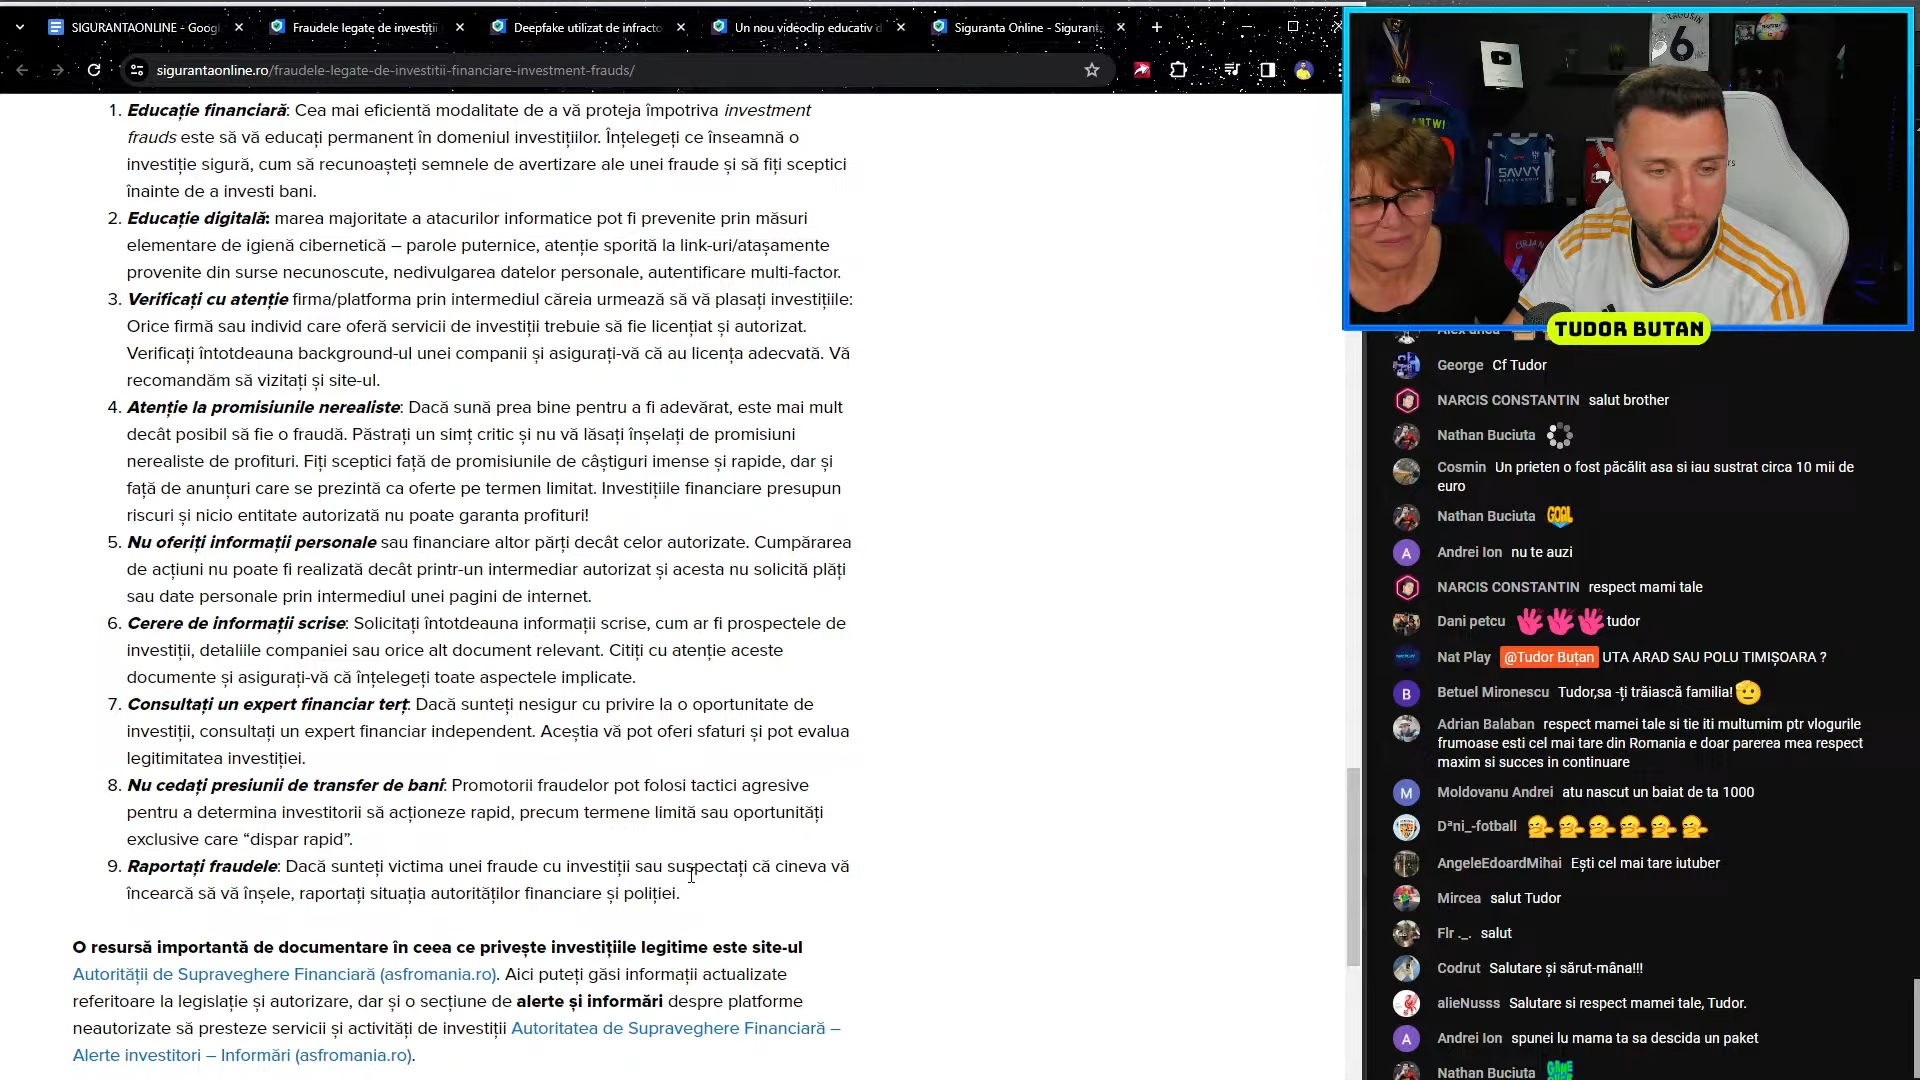 SIGURANTAONLINE - Googl
Fraudele legate de investiții
Deepfake utilizat de infracto
Un nou videoclip educativ d
Siguranta Online - Sigurant
sigurantaonline.ro/fraudele-legate-de-investitii-financiare-investment-frauds/
1. Educație financiară: Cea mai eficientă modalitate de a vă proteja împotriva investment
frauds este să vă educați permanent în domeniul investițiilor. Înțelegeți ce înseamnă o
investiție sigură, cum să recunoașteți semnele de avertizare ale unei fraude și să fiți sceptici
înainte de a investi bani.
2. Educație digitală: marea majoritate a atacurilor informatice pot fi prevenite prin măsuri
elementare de igienă cibernetică – parole puternice, atenție sporită la link-uri/atașamente
provenite din surse necunoscute, nedivulgarea datelor personale, autentificare multi-factor.
3. Verificați cu atenție firma/platforma prin intermediul căreia urmează să vă plasați investițiile:
Orice firmă sau individ care oferă servicii de investiții trebuie să fie licențiat și autorizat.
Verificați întotdeauna background-ul unei companii și asigurați-vă că au licența adecvată. Vă
recomandăm să vizitați și site-ul.
4. Atenție la promisiunile nerealiste: Dacă sună prea bine pentru a fi adevărat, este mai mult
decât posibil să fie o fraudă. Păstrați un simț critic și nu vă lăsați înșelați de promisiuni
nerealiste de profituri. Fiți sceptici față de promisiunile de câștiguri imense și rapide, dar și
față de anunțuri care se prezintă ca oferte pe termen limitat. Investițiile financiare presupun
riscuri și nicio entitate autorizată nu poate garanta profituri!
5. Nu oferiți informații personale sau financiare altor părți decât celor autorizate. Cumpărarea
de acțiuni nu poate fi realizată decât printr-un intermediar autorizat și acesta nu solicită plăți
sau date personale prin intermediul unei pagini de internet.
6. Cerere de informații scrise: Solicitați întotdeauna informații scrise, cum ar fi prospectele de
investiții, detaliile companiei sau orice alt document relevant. Citiți cu atenție aceste
documente și asigurați-vă că înțelegeți toate aspectele implicate.
7. Consultați un expert financiar terț: Dacă sunteți nesigur cu privire la o oportunitate de
investiții, consultați un expert financiar independent. Aceștia vă pot oferi sfaturi și pot evalua
legitimitatea investiției.
8. Nu cedați presiunii de transfer de bani: Promotorii fraudelor pot folosi tactici agresive
pentru a determina investitorii să acționeze rapid, precum termene limită sau oportunități
exclusive care “dispar rapid”.
9. Raportați fraudele: Dacă sunteți victima unei fraude cu investiții sau suspectați că cineva vă
încearcă să vă înșele, raportați situația autorităților financiare și poliției.
O resursă importantă de documentare în ceea ce privește investițiile legitime este site-ul
Autorității de Supraveghere Financiară (asfromania.ro). Aici puteți găsi informații actualizate
referitoare la legislație și autorizare, dar și o secțiune de alerte și informări despre platforme
neautorizate să presteze servicii și activități de investiții Autoritatea de Supraveghere Financiară –
Alerte investitori – Informări (asfromania.ro).
6
SAVVY
TUDOR BUTAN
George Cf Tudor
NARCIS CONSTANTIN salut brother
Nathan Buciuta
Cosmin Un prieten o fost păcălit asa si iau sustrat circa 10 mii de
euro
Nathan Buciuta GOAL
A Andrei Ion nu te auzi
NARCIS CONSTANTIN respect mami tale
Dani petcu tudor
Nat Play @Tudor Buțan UTA ARAD SAU POLU TIMIȘOARA ?
B Betuel Mironescu Tudor,sa -ți trăiască familia!
Adrian Balaban respect mamei tale si tie iti multumim ptr vlogurile
frumoase esti cel mai tare din Romania e doar parerea mea respect
maxim si succes in continuare
M Moldovanu Andrei atu nascut un baiat de ta 1000
Dªni_-fotball
AngeleEdoardMihai Ești cel mai tare iutuber
Mircea salut Tudor
Flr ._. salut
Codrut Salutare și sărut-mâna!!!
alieNusss Salutare si respect mamei tale, Tudor.
A Andrei Ion spunei lu mama ta sa descida un paket
Nathan Buciuta